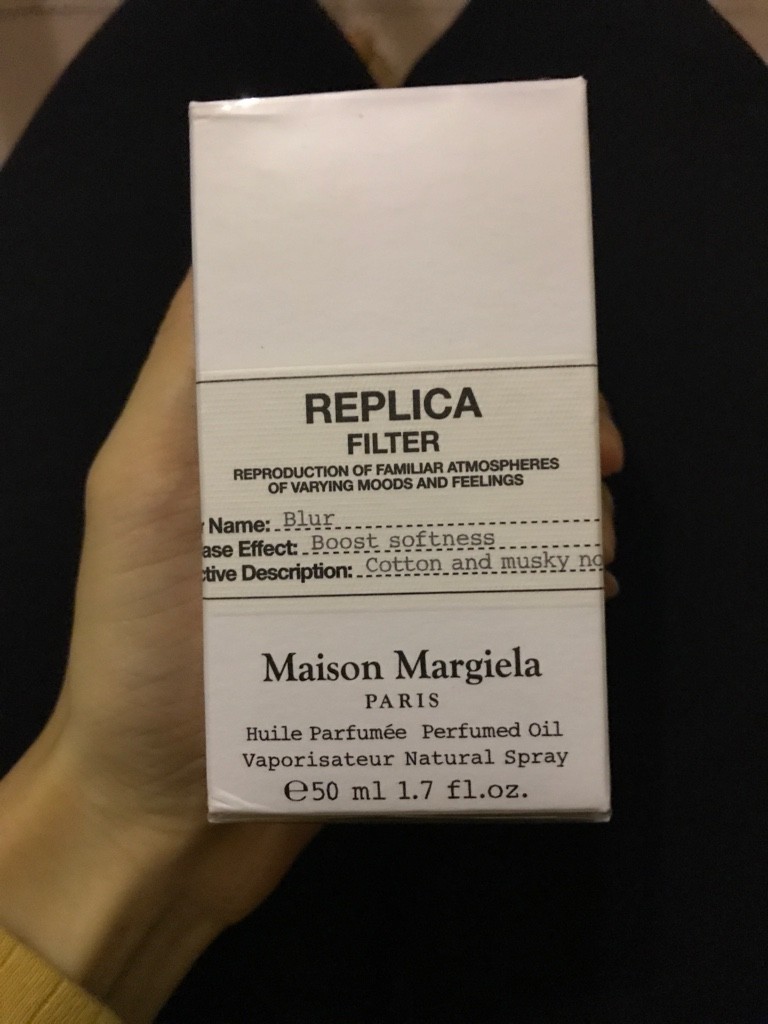 REPLICA
FILTER
REPRODUCTION OF FAMILIAR ATMOSPHERES
OF VARYING MOODS AND FEELINGS
Name: Blur
ase Effect: Boost softness
ctive Description: Cotton and musky no
Maison Margiela
PARIS
Huile Parfumée Perfumed Oil
Vaporisateur Natural Spray
℮50 ml 1.7 fl.oz.